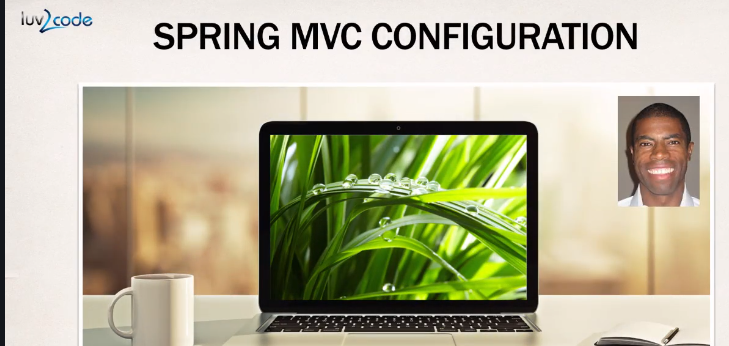 luv2code
SPRING MVC CONFIGURATION